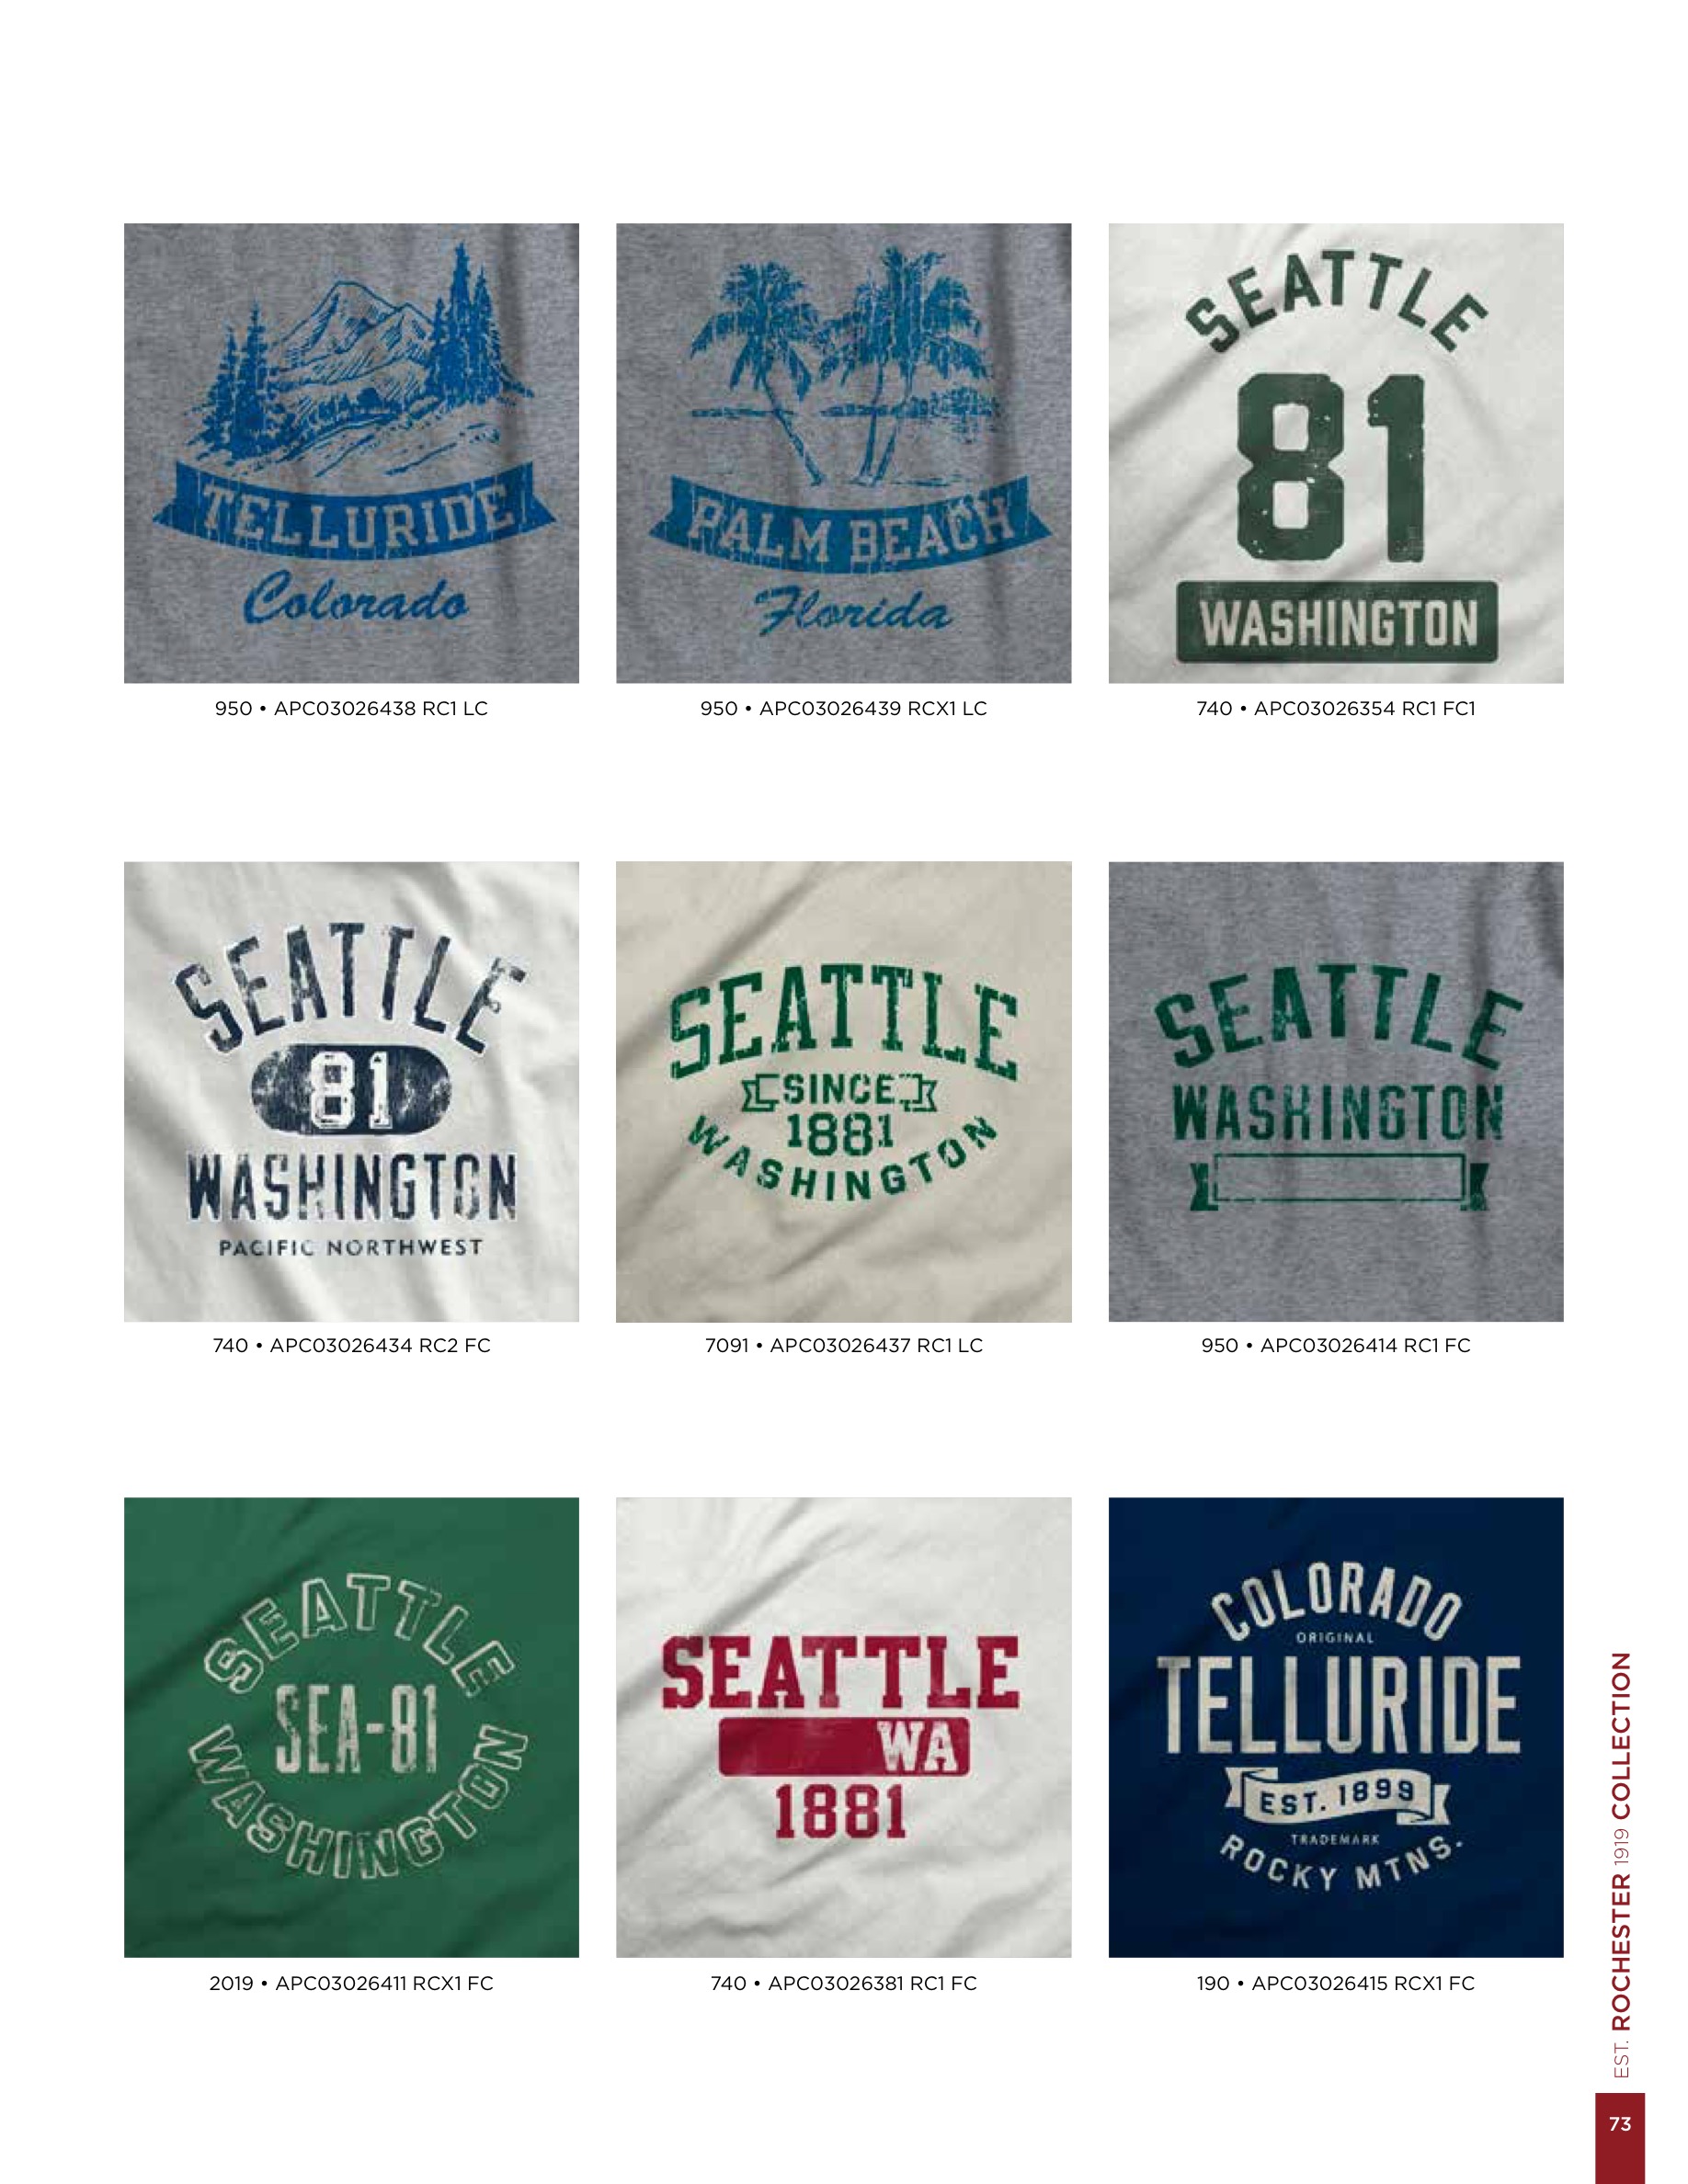 TELLURIDE
Colorado
950 • APC03026438 RC1 LC
PALM BEACH
Florida
950 • APC03026439 RCX1 LC
SEATTLE
81
WASHINGTON
740 • APC03026354 RC1 FC1
SEATTLE
81
WASHINGTON
PACIFIC NORTHWEST
740 • APC03026434 RC2 FC
SEATTLE
SINCE
1881
WASHINGTON
7091 • APC03026437 RC1 LC
SEATTLE
WASHINGTON
950 • APC03026414 RC1 FC
SEATTLE
SEA-81
WASHINGTON
2019 • APC03026411 RCX1 FC
SEATTLE
WA
1881
740 • APC03026381 RC1 FC
COLORADO
ORIGINAL
TELLURIDE
EST. 1899
TRADEMARK
ROCKY MTNS.
190 • APC03026415 RCX1 FC
EST. ROCHESTER 1919 COLLECTION
73